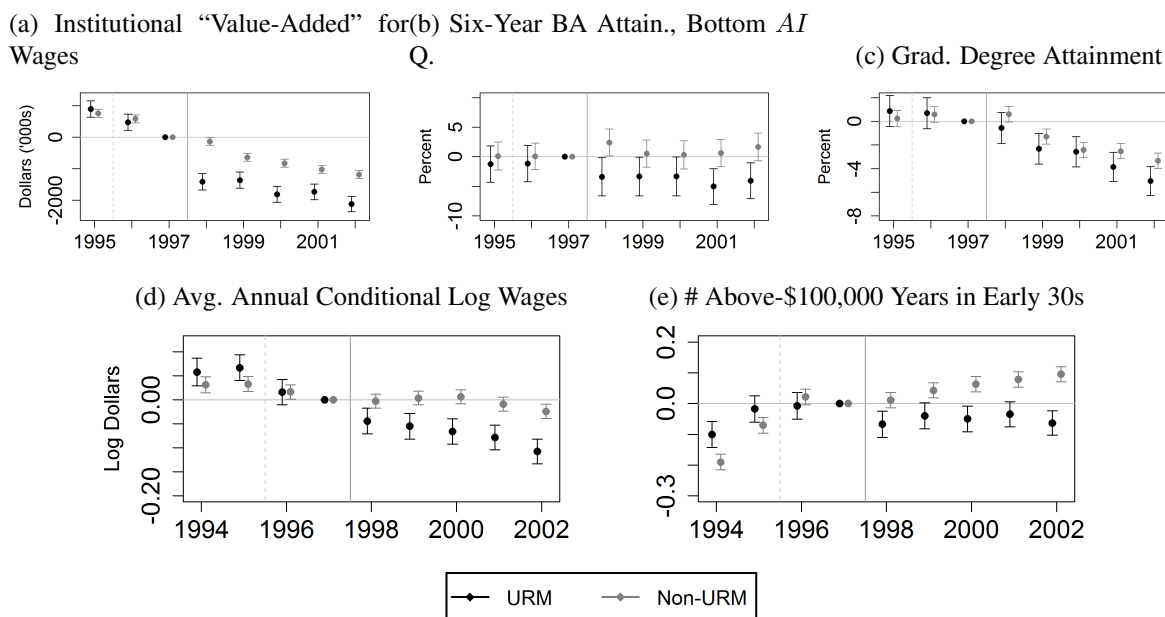 (a) Institutional “Value-Added” for
Wages
(b) Six-Year BA Attain., Bottom AI
Q.
(c) Grad. Degree Attainment
Dollars ('000s
0
-2000
1995 1997 1999 2001
Percent
5
0
-10
1995 1997 1999 2001
Percent
0
-4
-8
1995 1997 1999 2001
(d) Avg. Annual Conditional Log Wages
(e) # Above-$100,000 Years in Early 30s
Log Dollars
0.00
-0.20
1994 1996 1998 2000 2002
0.2
0.0
-0.3
1994 1996 1998 2000 2002
URM Non-URM